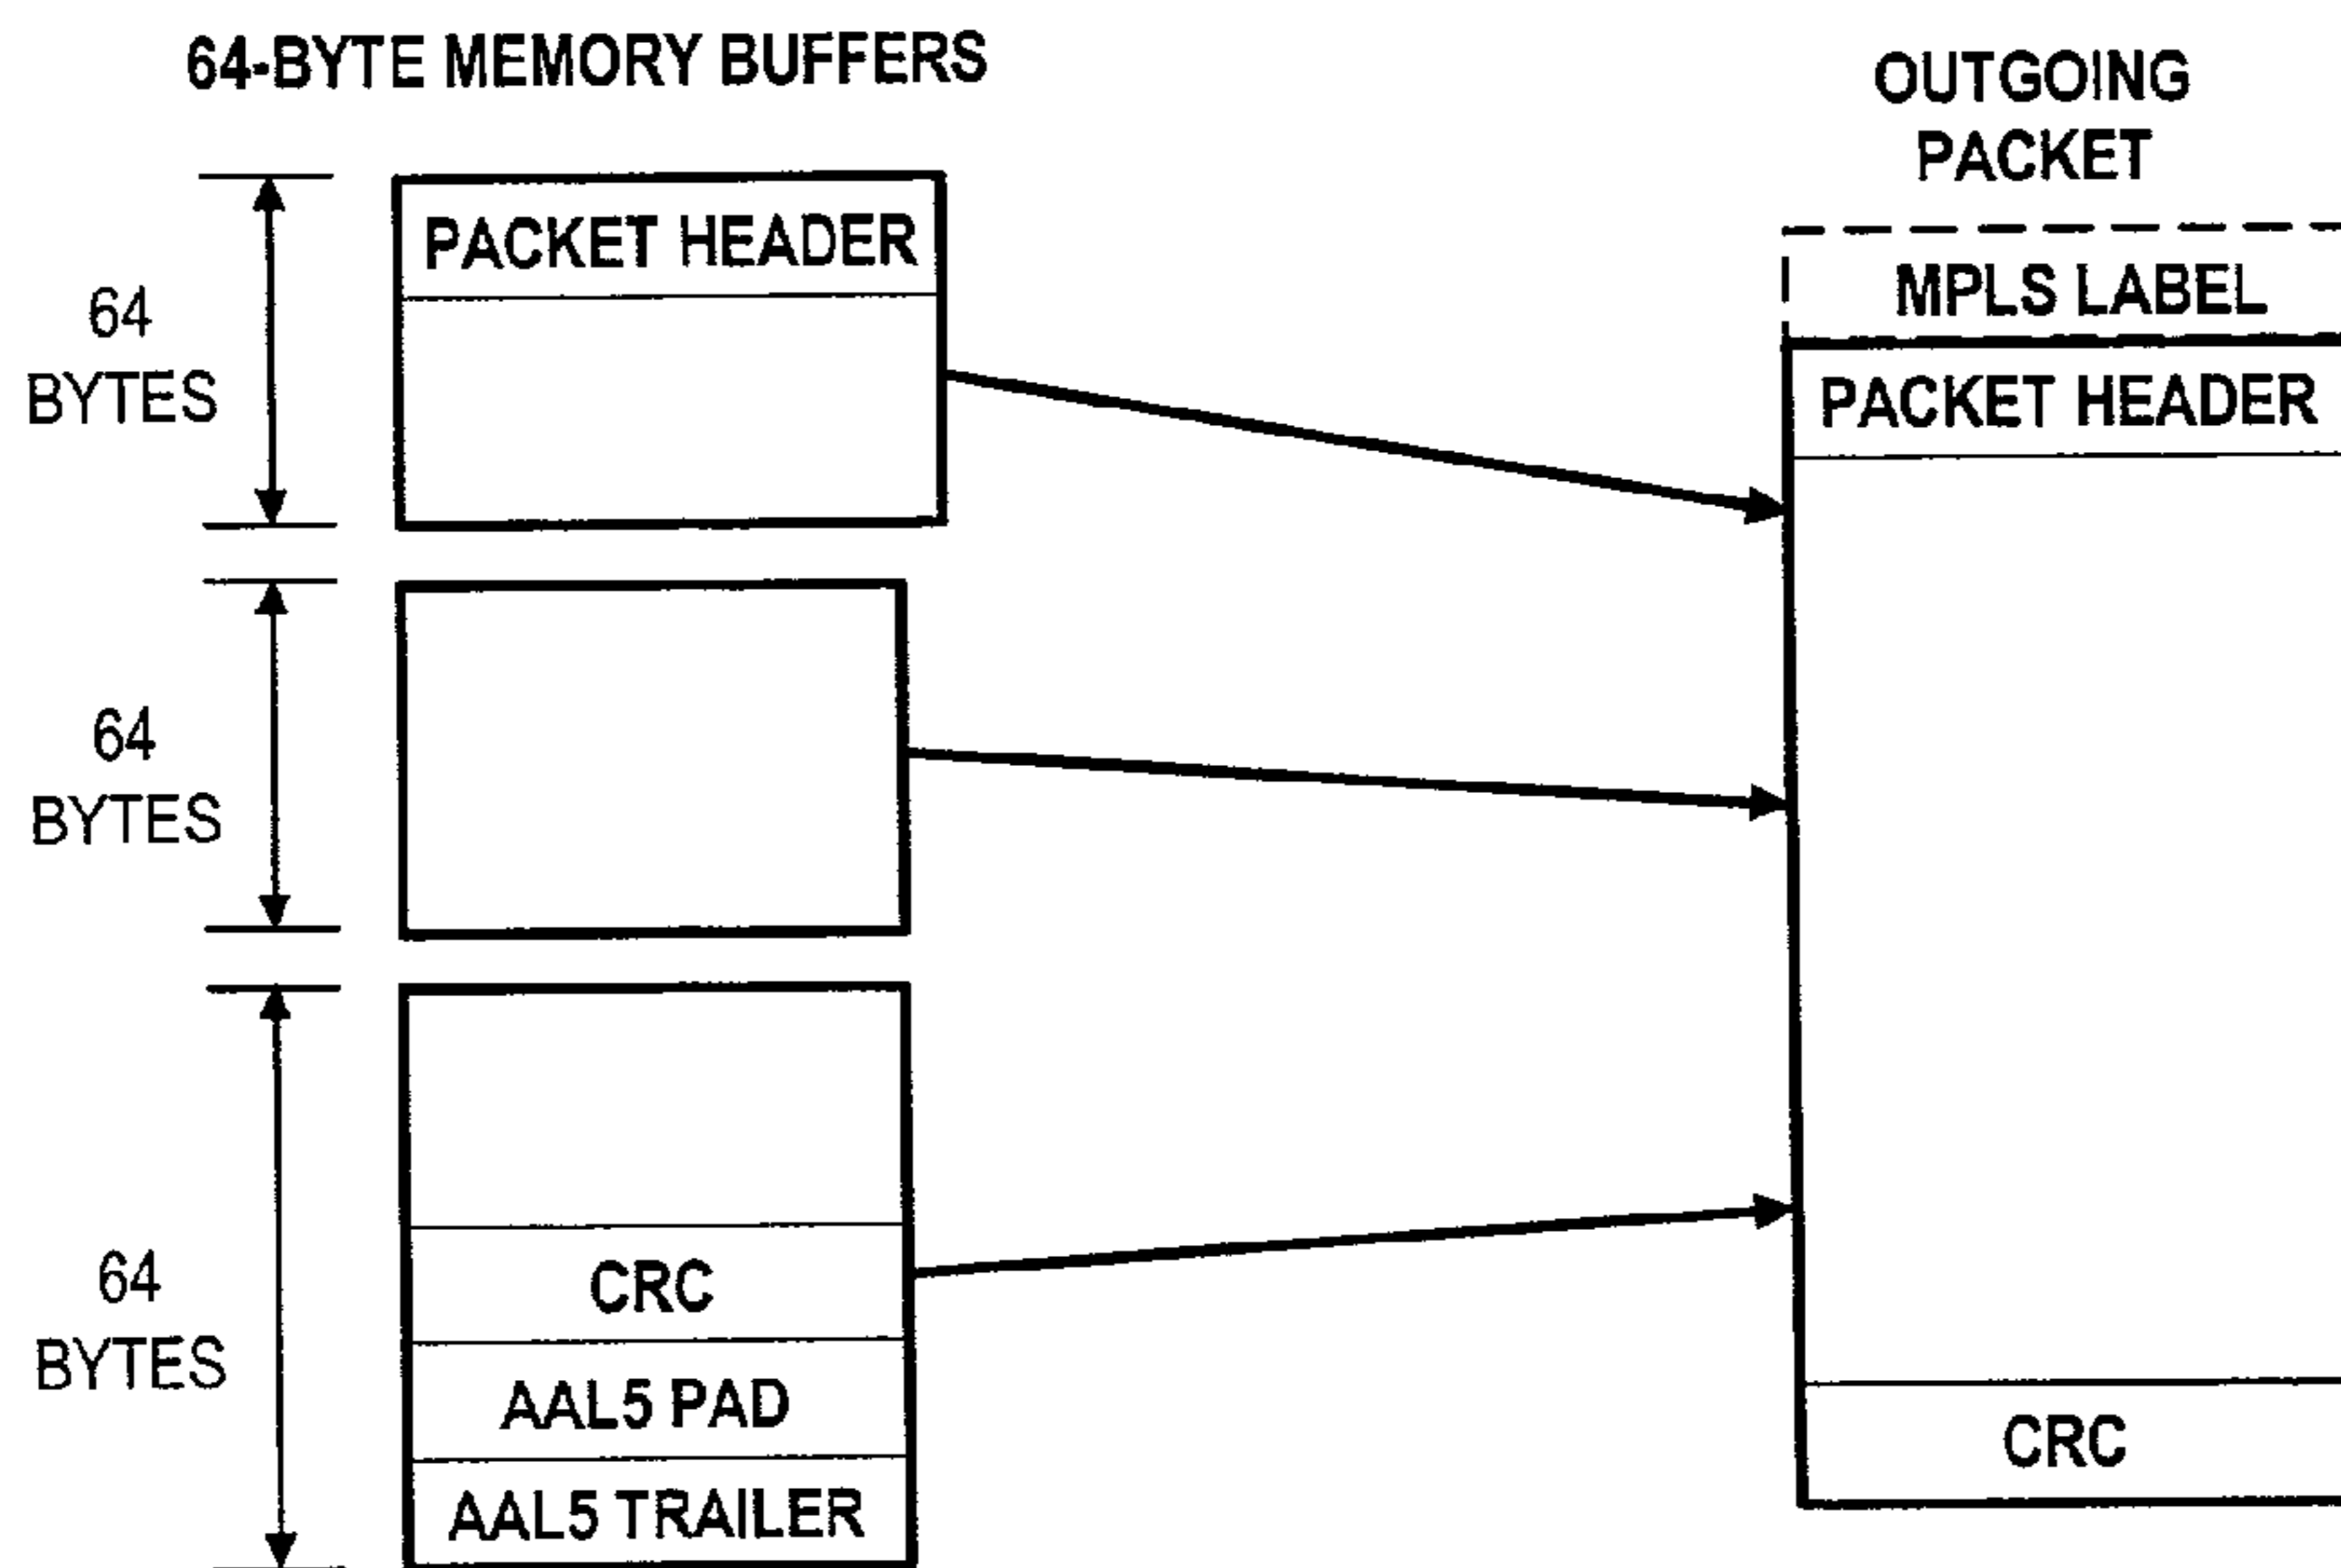 64-BYTE MEMORY BUFFERS
OUTGOING
PACKET
64
BYTES
PACKET HEADER
MPLS LABEL
PACKET HEADER
64
BYTES
64
BYTES
CRC
AAL5 PAD
AAL5 TRAILER
CRC